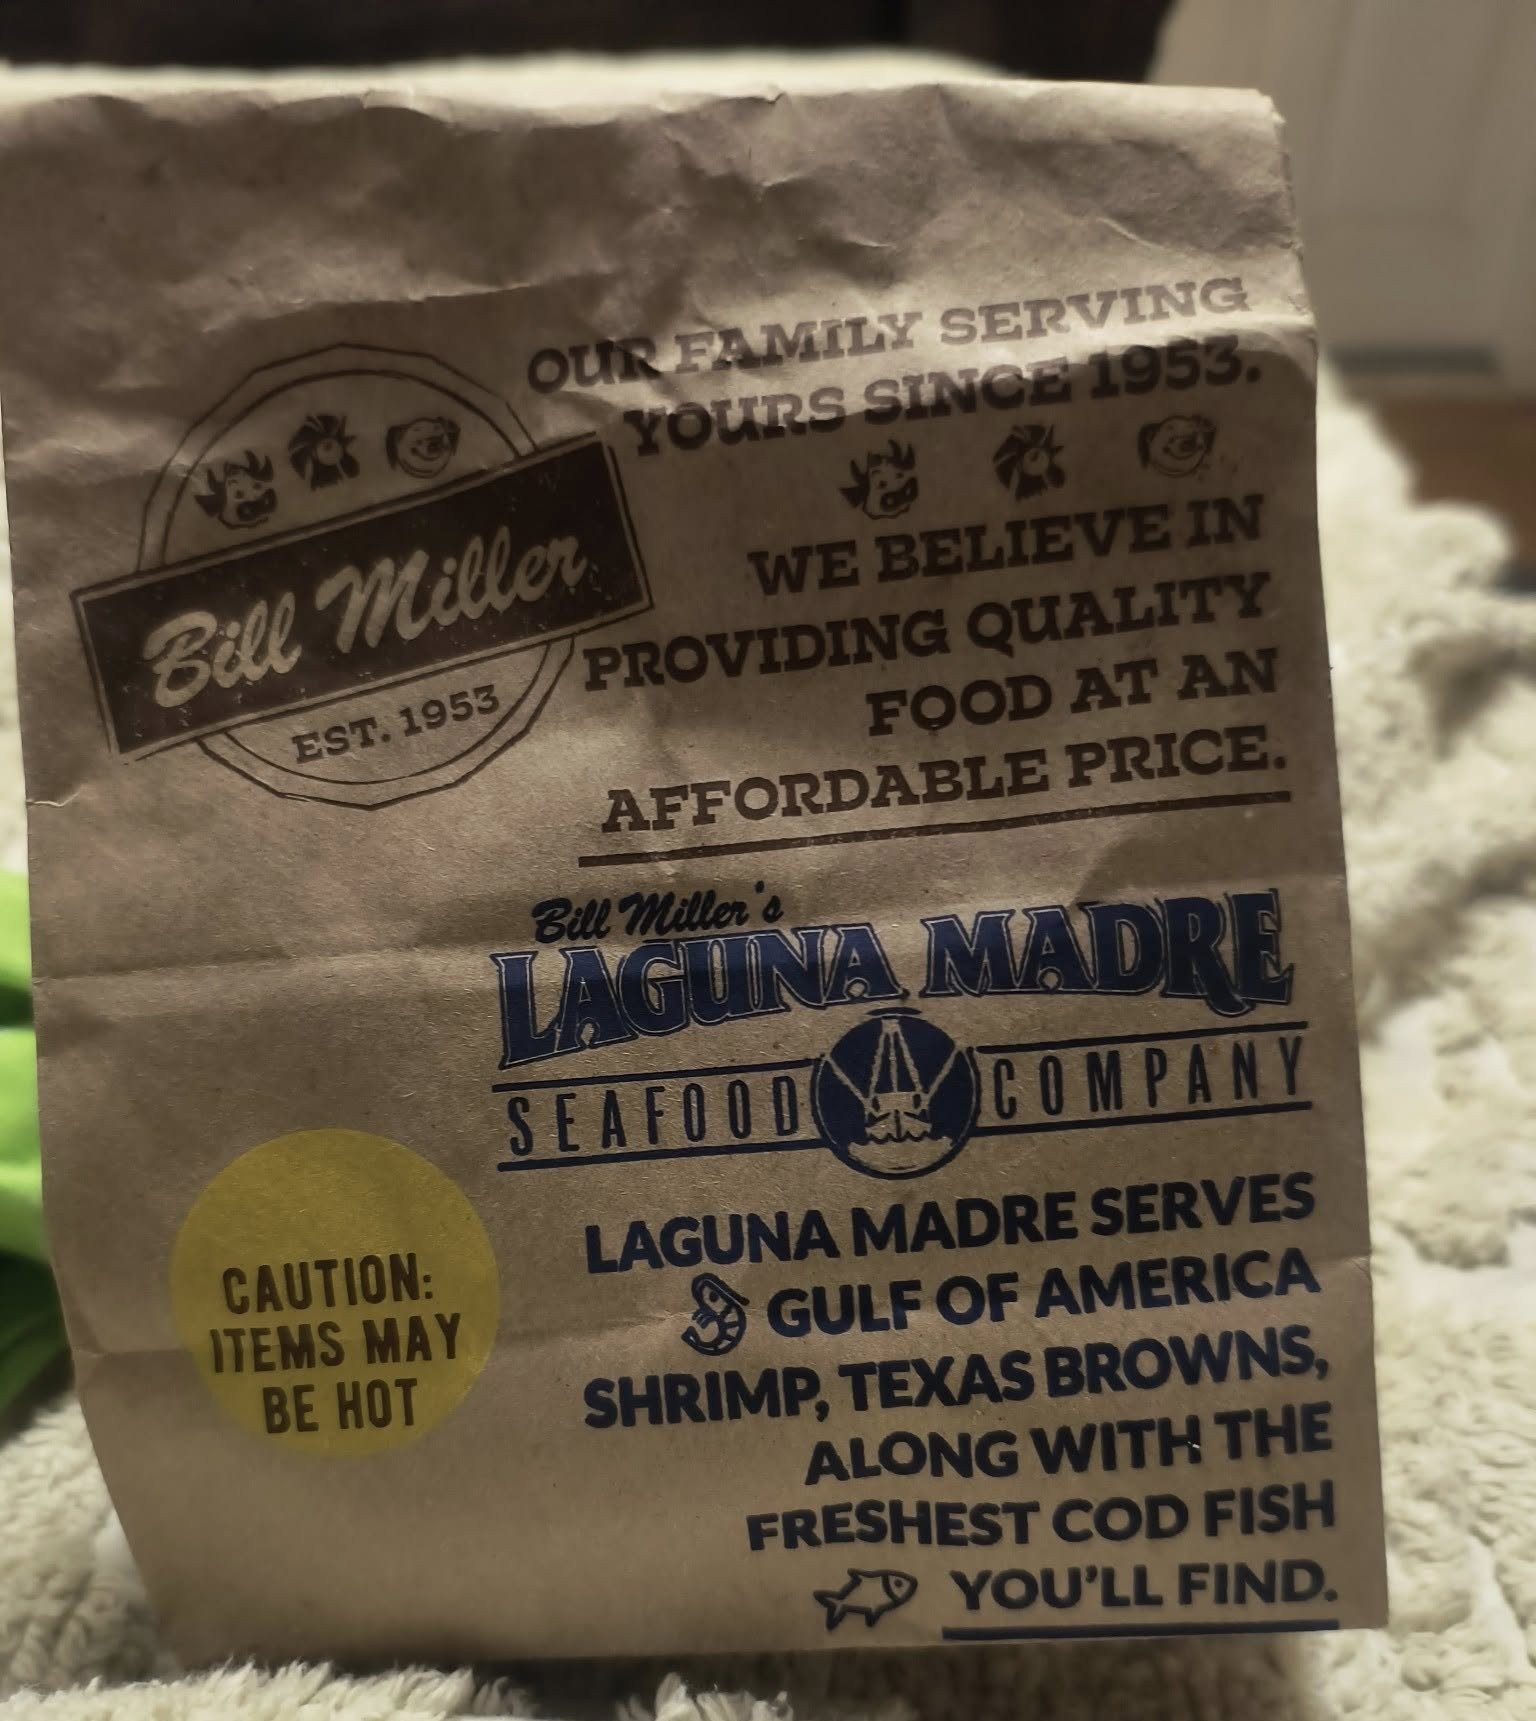 OUR FAMILY SERVING
YOURS SINCE 1953.
Bill Miller
EST. 1953
WE BELIEVE IN
PROVIDING QUALITY
FOOD AT AN
AFFORDABLE PRICE.
Bill Miller's
LAGUNA MADRE
SEAFOOD COMPANY
CAUTION:
ITEMS MAY
BE HOT
LAGUNA MADRE SERVES
GULF OF AMERICA
SHRIMP, TEXAS BROWNS,
ALONG WITH THE
FRESHEST COD FISH
YOU'LL FIND.